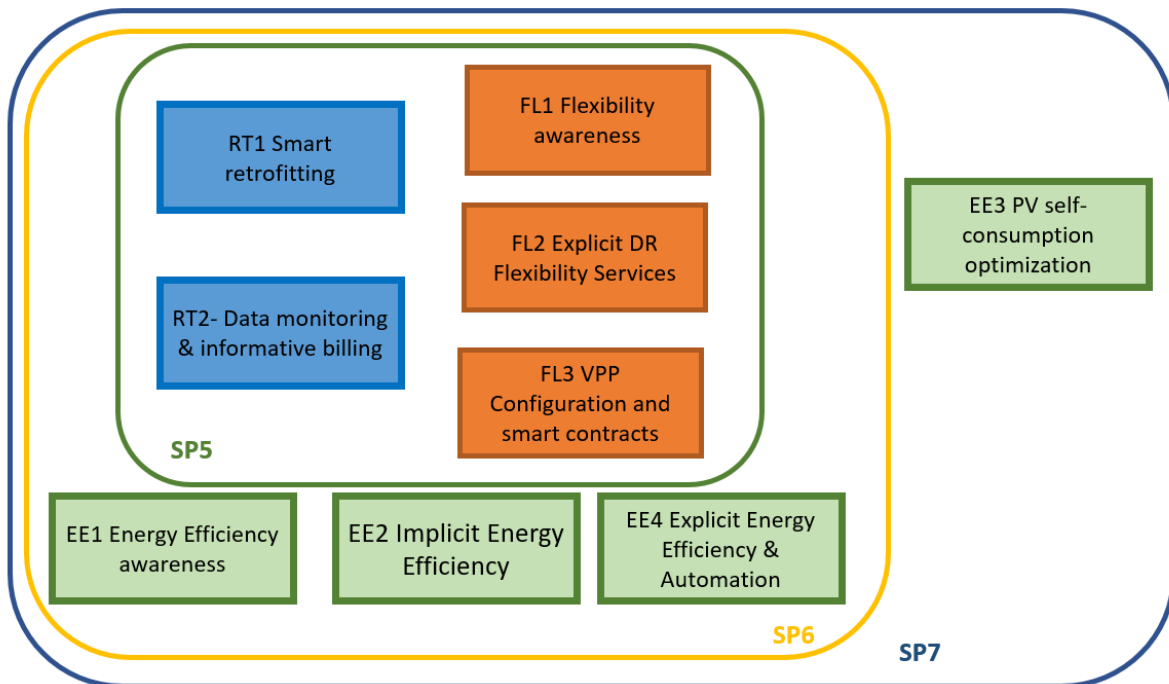 RT1 Smart
retrofitting
RT2- Data monitoring
& informative billing
FL1 Flexibility
awareness
FL2 Explicit DR
Flexibility Services
FL3 VPP
Configuration and
smart contracts
SP5
EE1 Energy Efficiency
awareness
EE2 Implicit Energy
Efficiency
EE4 Explicit Energy
Efficiency &
Automation
SP6
EE3 PV self-
consumption
optimization
SP7